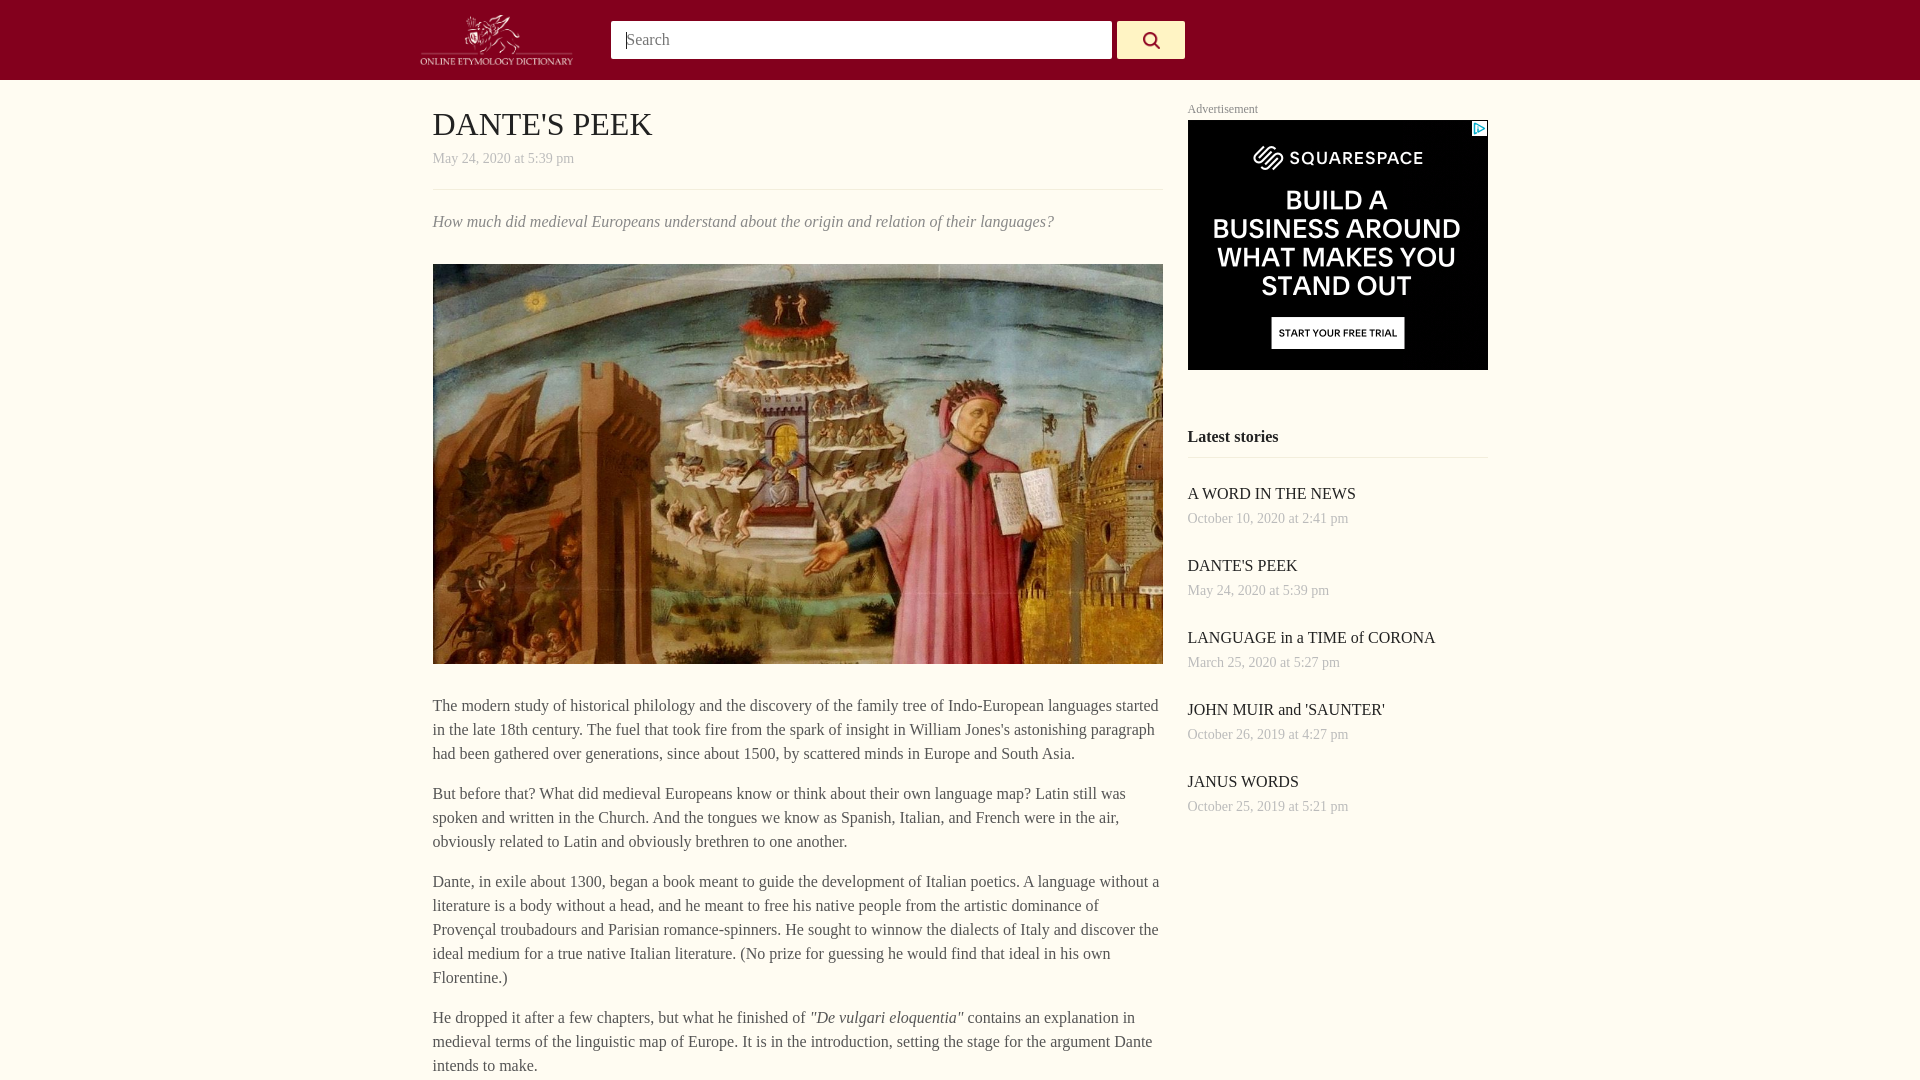 ONLINE ETYMOLOGY DICTIONARY
Search
DANTE'S PEEK
May 24, 2020 at 5:39 pm
How much did medieval Europeans understand about the origin and relation of their languages?
The modern study of historical philology and the discovery of the family tree of Indo-European languages started
in the late 18th century. The fuel that took fire from the spark of insight in William Jones's astonishing paragraph
had been gathered over generations, since about 1500, by scattered minds in Europe and South Asia.
But before that? What did medieval Europeans know or think about their own language map? Latin still was
spoken and written in the Church. And the tongues we know as Spanish, Italian, and French were in the air,
obviously related to Latin and obviously brethren to one another.
Dante, in exile about 1300, began a book meant to guide the development of Italian poetics. A language without a
literature is a body without a head, and he meant to free his native people from the artistic dominance of
Provençal troubadours and Parisian romance-spinners. He sought to winnow the dialects of Italy and discover the
ideal medium for a true native Italian literature. (No prize for guessing he would find that ideal in his own
Florentine.)
He dropped it after a few chapters, but what he finished of "De vulgari eloquentia" contains an explanation in
medieval terms of the linguistic map of Europe. It is in the introduction, setting the stage for the argument Dante
intends to make.
Advertisement
SQUARESPACE
BUILD A
BUSINESS AROUND
WHAT MAKES YOU
STAND OUT
START YOUR FREE TRIAL
Latest stories
A WORD IN THE NEWS
October 10, 2020 at 2:41 pm
DANTE'S PEEK
May 24, 2020 at 5:39 pm
LANGUAGE in a TIME of CORONA
March 25, 2020 at 5:27 pm
JOHN MUIR and 'SAUNTER'
October 26, 2019 at 4:27 pm
JANUS WORDS
October 25, 2019 at 5:21 pm